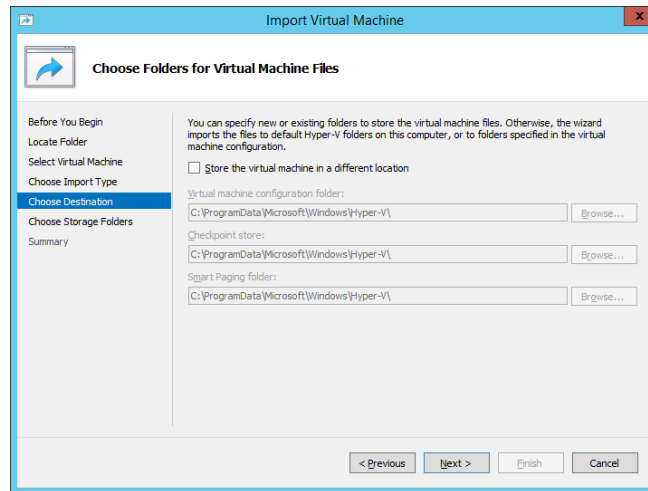 Import Virtual Machine
x
Choose Folders for Virtual Machine Files
Before You Begin
Locate Folder
Select Virtual Machine
Choose Import Type
Choose Destination
Choose Storage Folders
Summary
You can specify new or existing folders to store the virtual machine files. Otherwise, the wizard
imports the files to default Hyper-V folders on this computer, or to folders specified in the virtual
machine configuration.
Store the virtual machine in a different location
Virtual machine configuration folder:
C:\ProgramData\Microsoft\Windows\Hyper-V\ Browse...
Checkpoint store:
C:\ProgramData\Microsoft\Windows\Hyper-V\ Browse...
Smart Paging folder:
C:\ProgramData\Microsoft\Windows\Hyper-V\ Browse...
< Previous Next > Finish Cancel